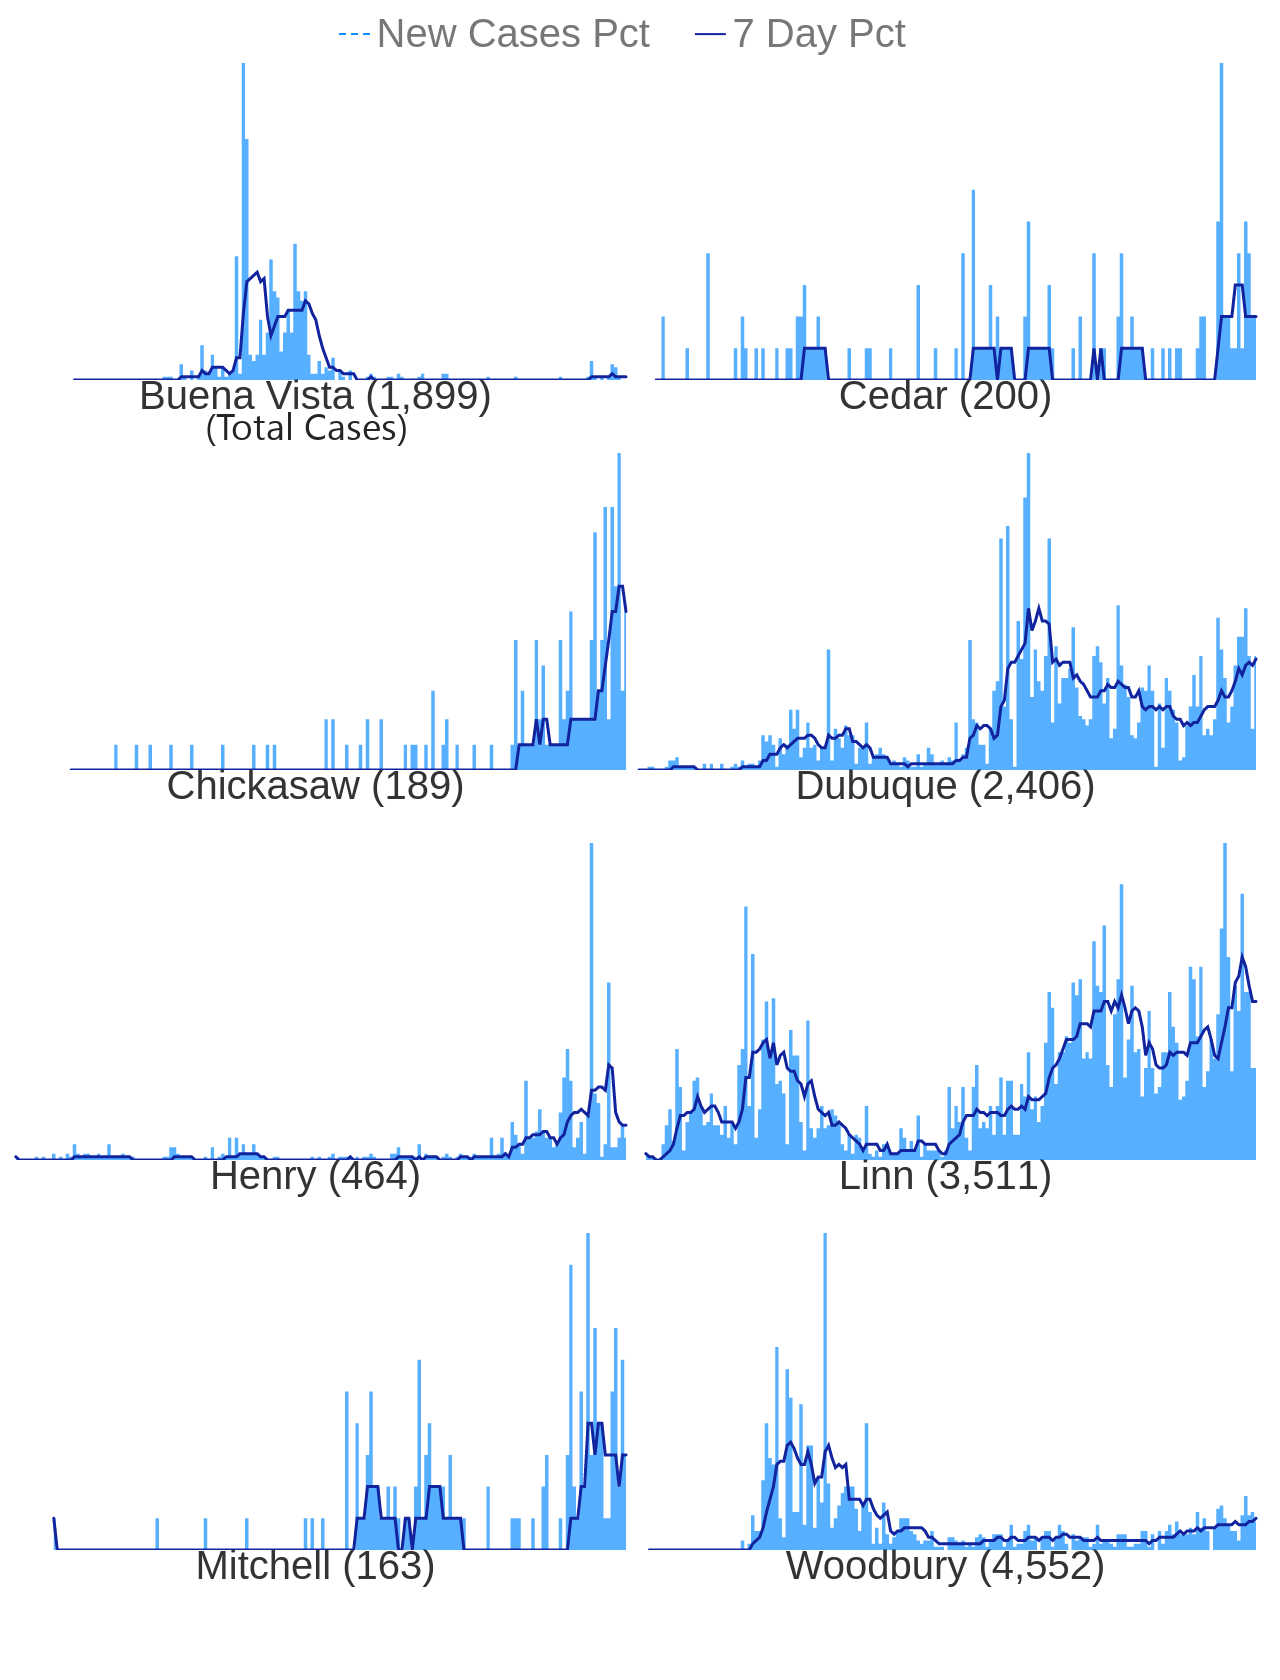 New Cases Pct 7 Day Pct
Buena Vista (1,899) Cedar (200)
(Total Cases)
Chickasaw (189) Dubuque (2,406)
Henry (464) Linn (3,511)
Mitchell (163) Woodbury (4,552)